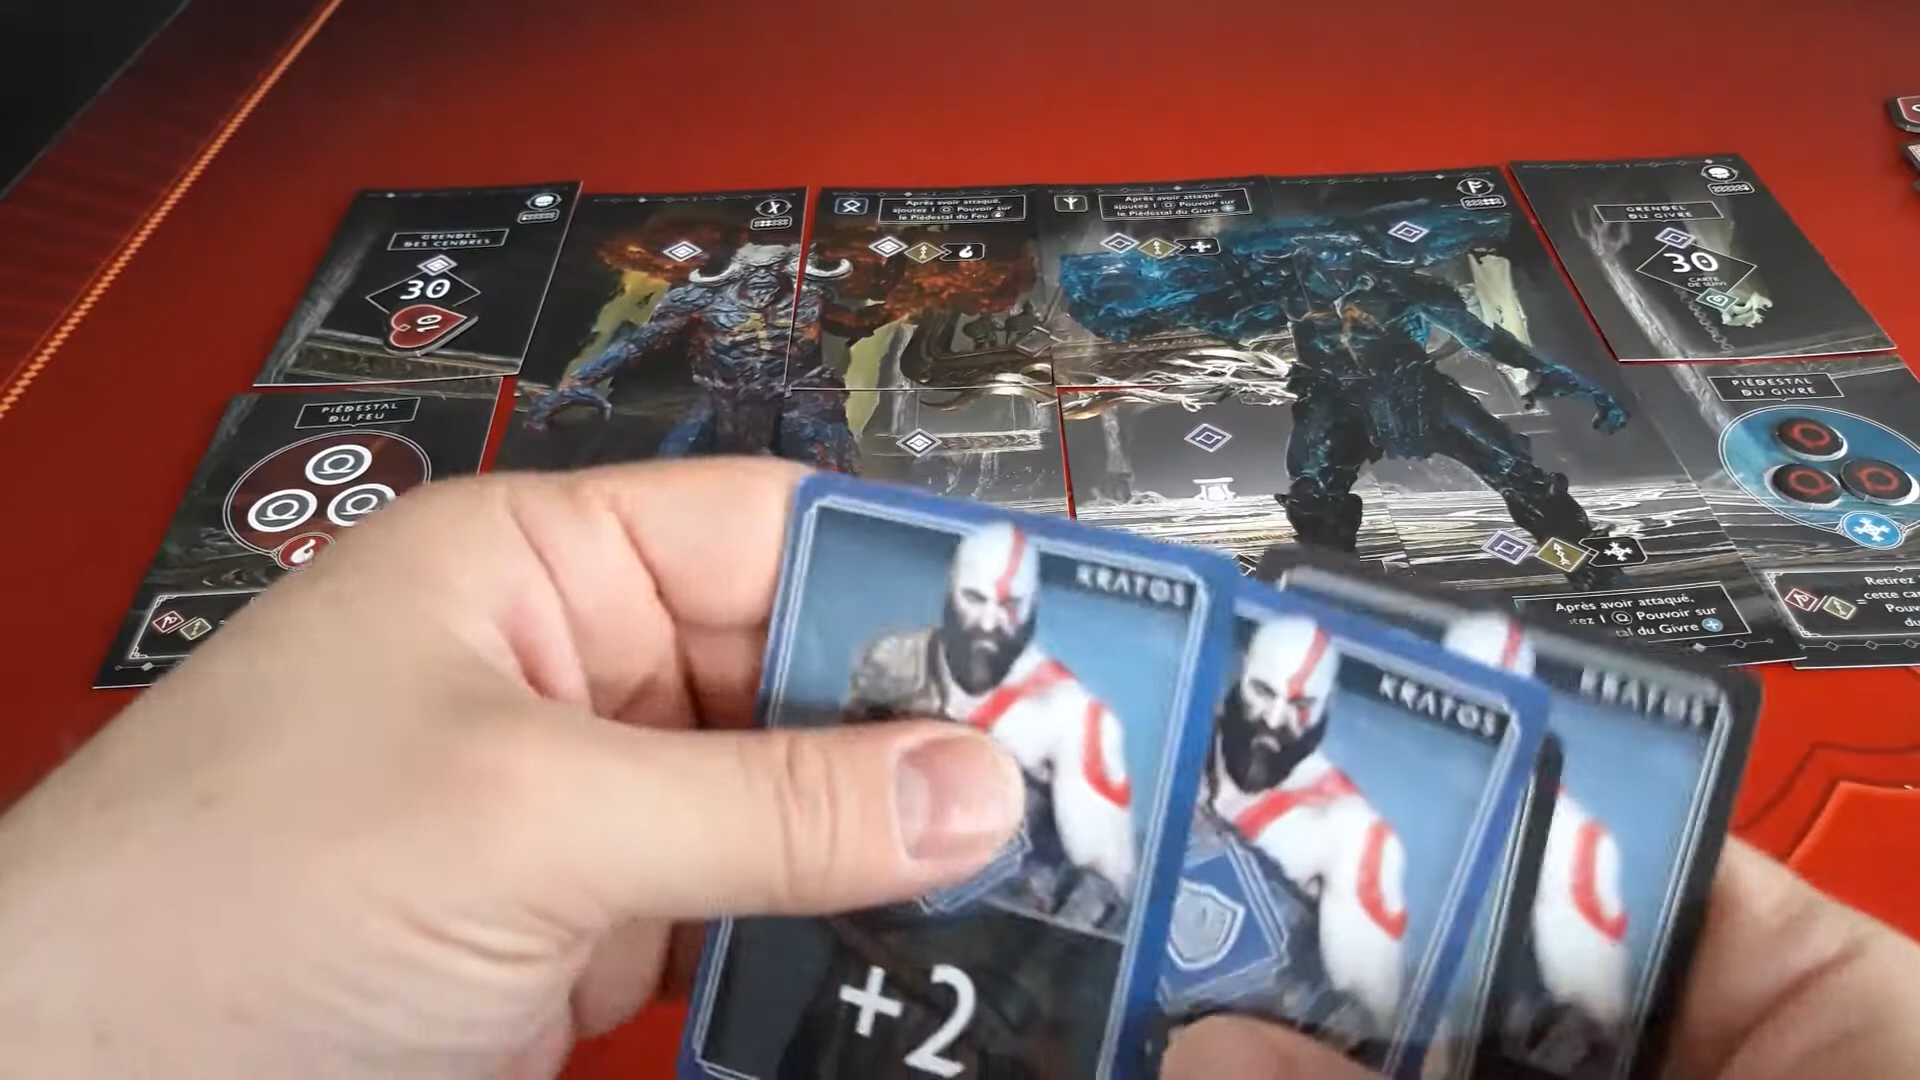 GRENDEL
DES CENDRES
30
10
Après avoir attaqué,
ajoutez 1 Pouvoir sur
le Piédestal du Feu
Après avoir attaqué,
ajoutez 1 Pouvoir sur
le Piédestal du Givre
GRENDEL
DU GIVRE
30
CARTE
DE SUIVI
PIÉDESTAL
DU FEU
PIÉDESTAL
DU GIVRE
Après avoir attaqué,
1 Pouvoir sur
du Givre
Retirez
cette
KRATOS
KRATOS
KRATOS
+2